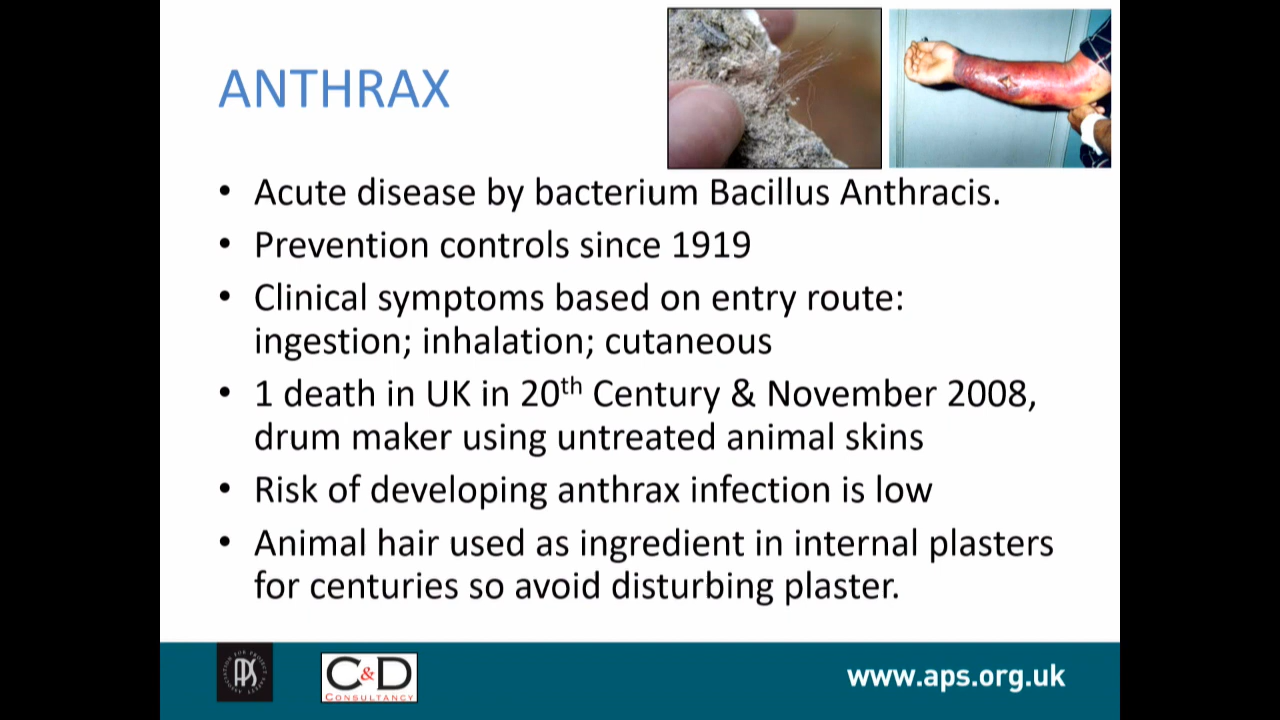 ANTHRAX
• Acute disease by bacterium Bacillus Anthracis.
• Prevention controls since 1919
• Clinical symptoms based on entry route:
ingestion; inhalation; cutaneous
• 1 death in UK in 20th Century & November 2008,
drum maker using untreated animal skins
• Risk of developing anthrax infection is low
• Animal hair used as ingredient in internal plasters
for centuries so avoid disturbing plaster.
APS
C&D
CONSULTANCY
www.aps.org.uk